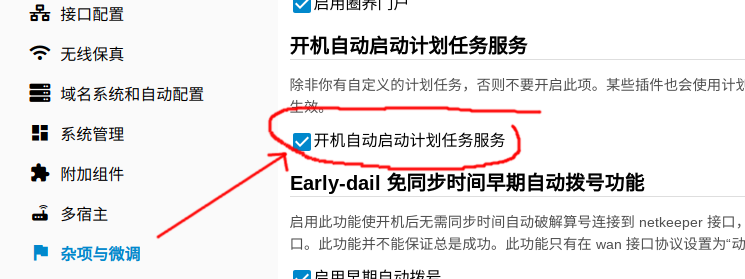 接口配置
无线保真
域名系统和自动配置
系统管理
附加组件
多宿主
杂项与微调
启用圈养门户
开机自动启动计划任务服务
除非你有自定义的计划任务，否则不要开启此项。某些插件也会使用计划
生效。
开机自动启动计划任务服务
Early-dail 免同步时间早期自动拨号功能
启用此功能使开机后无需同步时间自动破解算号连接到 netkeeper 接口，
口。此功能并不能保证总是成功。此功能只有在 wan 接口协议设置为“动
启用早期自动拨号